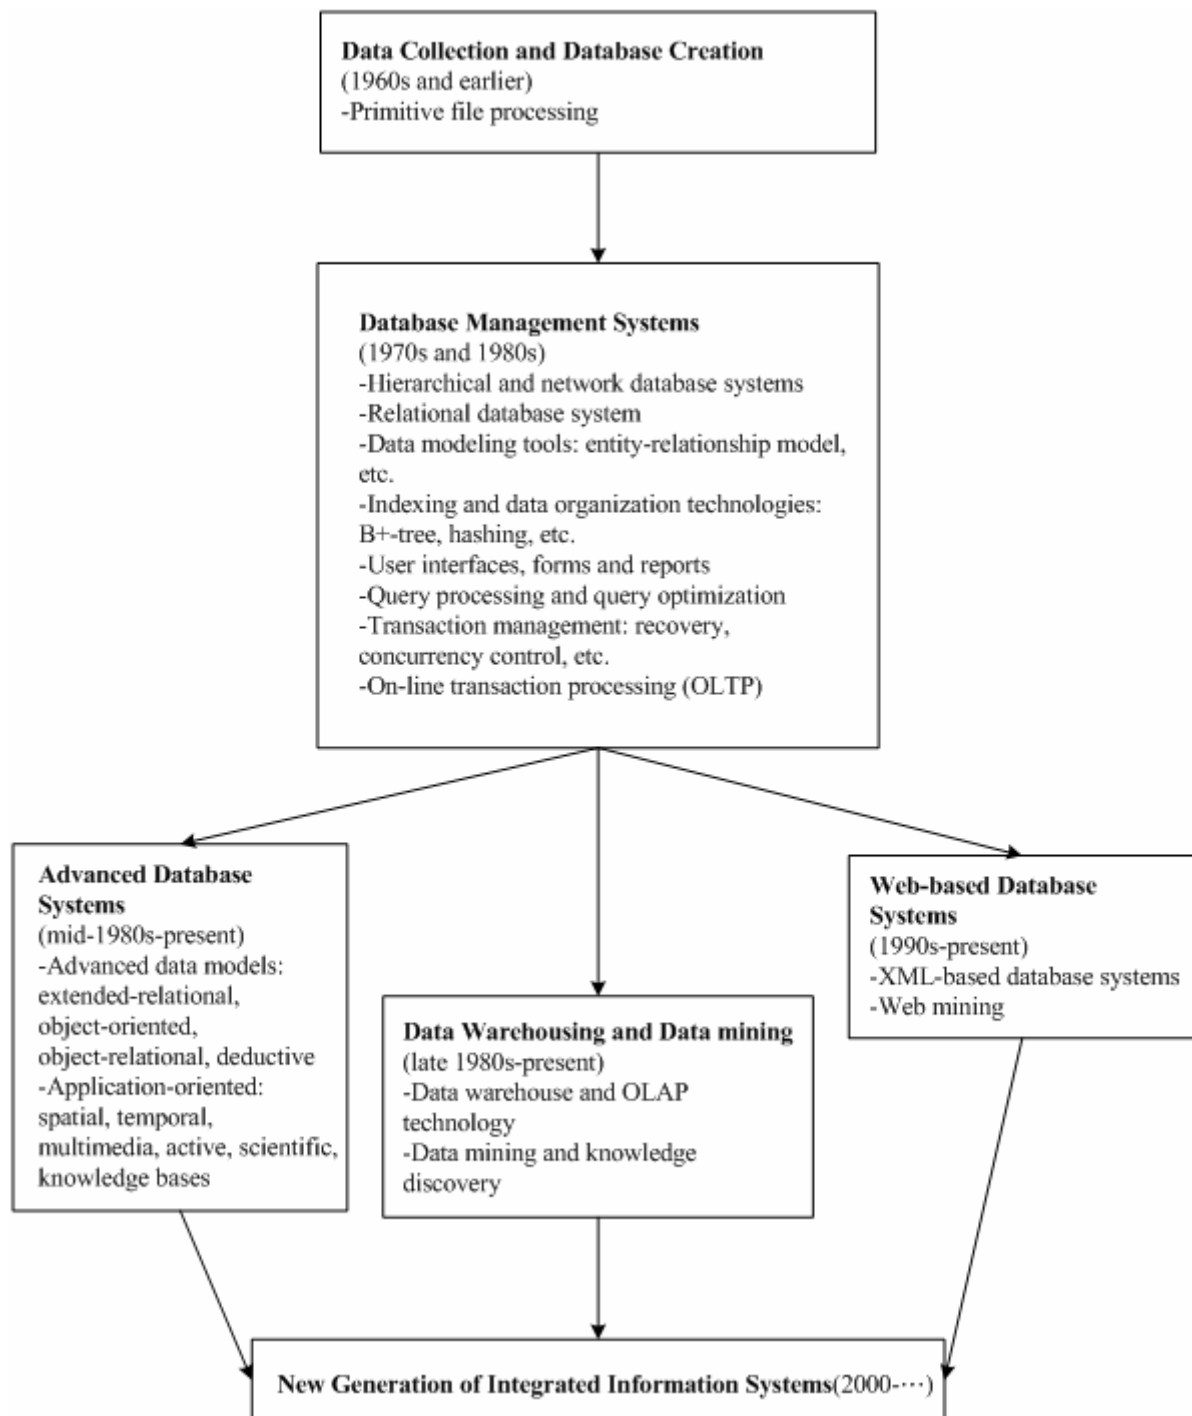 Data Collection and Database Creation
(1960s and earlier)
-Primitive file processing
Database Management Systems
(1970s and 1980s)
-Hierarchical and network database systems
-Relational database system
-Data modeling tools: entity-relationship model,
etc.
-Indexing and data organization technologies:
B+-tree, hashing, etc.
-User interfaces, forms and reports
-Query processing and query optimization
-Transaction management: recovery,
concurrency control, etc.
-On-line transaction processing (OLTP)
Advanced Database
Systems
(mid-1980s-present)
-Advanced data models:
extended-relational,
object-oriented,
object-relational, deductive
-Application-oriented:
spatial, temporal,
multimedia, active, scientific,
knowledge bases
Data Warehousing and Data mining
(late 1980s-present)
-Data warehouse and OLAP
technology
-Data mining and knowledge
discovery
Web-based Database
Systems
(1990s-present)
-XML-based database systems
-Web mining
New Generation of Integrated Information Systems(2000-···)